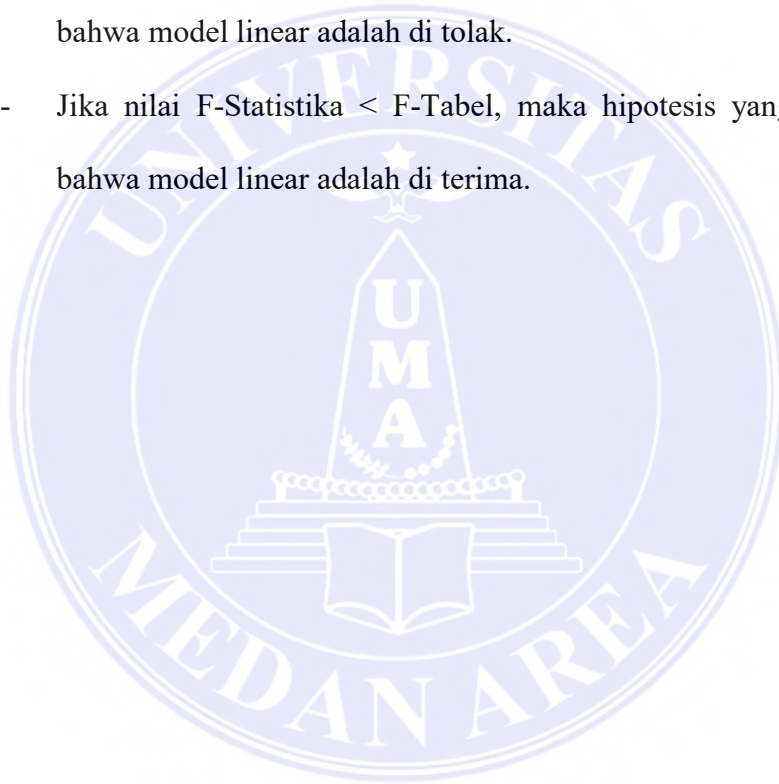 bahwa model linear adalah di tolak.
- Jika nilai F-Statistika < F-Tabel, maka hipotesis yang
bahwa model linear adalah di terima.
UNIVERSITAS
UMA
MEDAN AREA